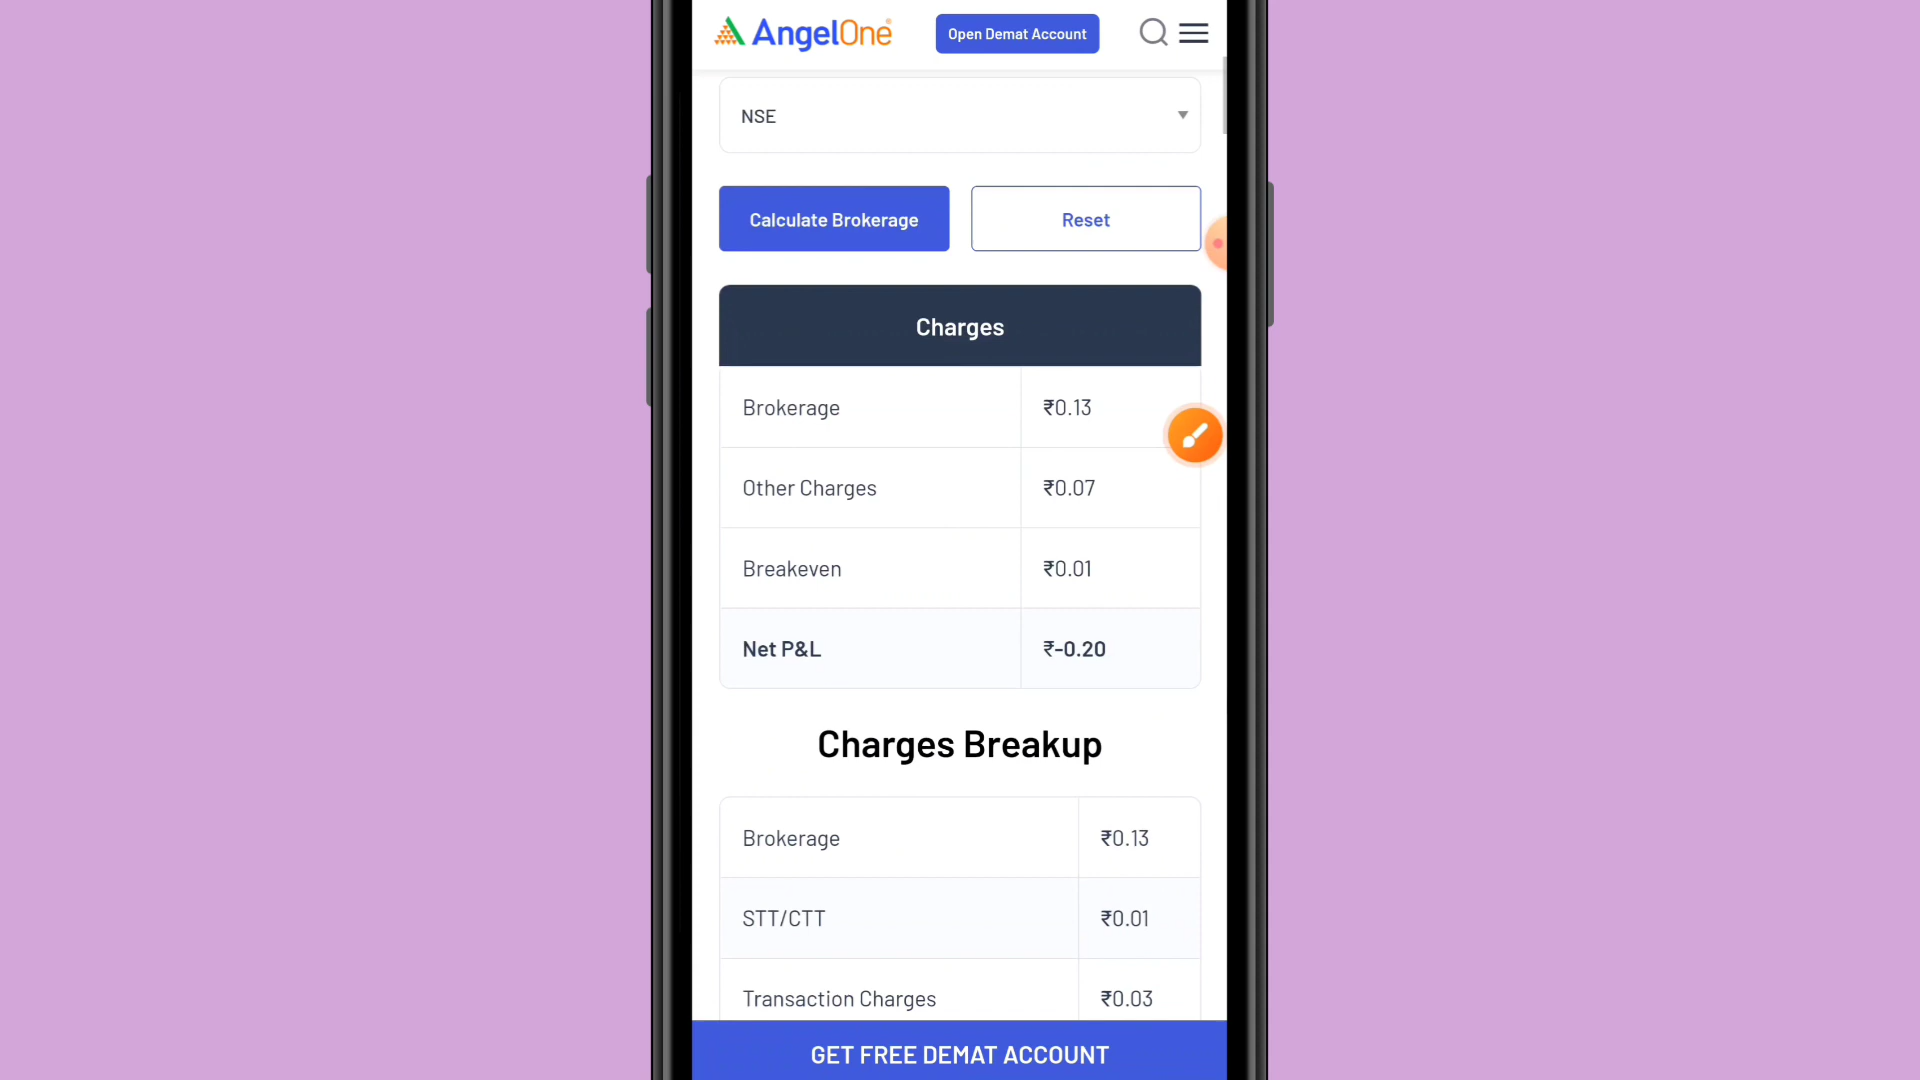 AngelOne
Open Demat Account
NSE
Calculate Brokerage
Reset
Charges
Brokerage ₹0.13
Other Charges ₹0.07
Breakeven ₹0.01
Net P&L ₹-0.20
Charges Breakup
Brokerage ₹0.13
STT/CTT ₹0.01
Transaction Charges ₹0.03
GET FREE DEMAT ACCOUNT